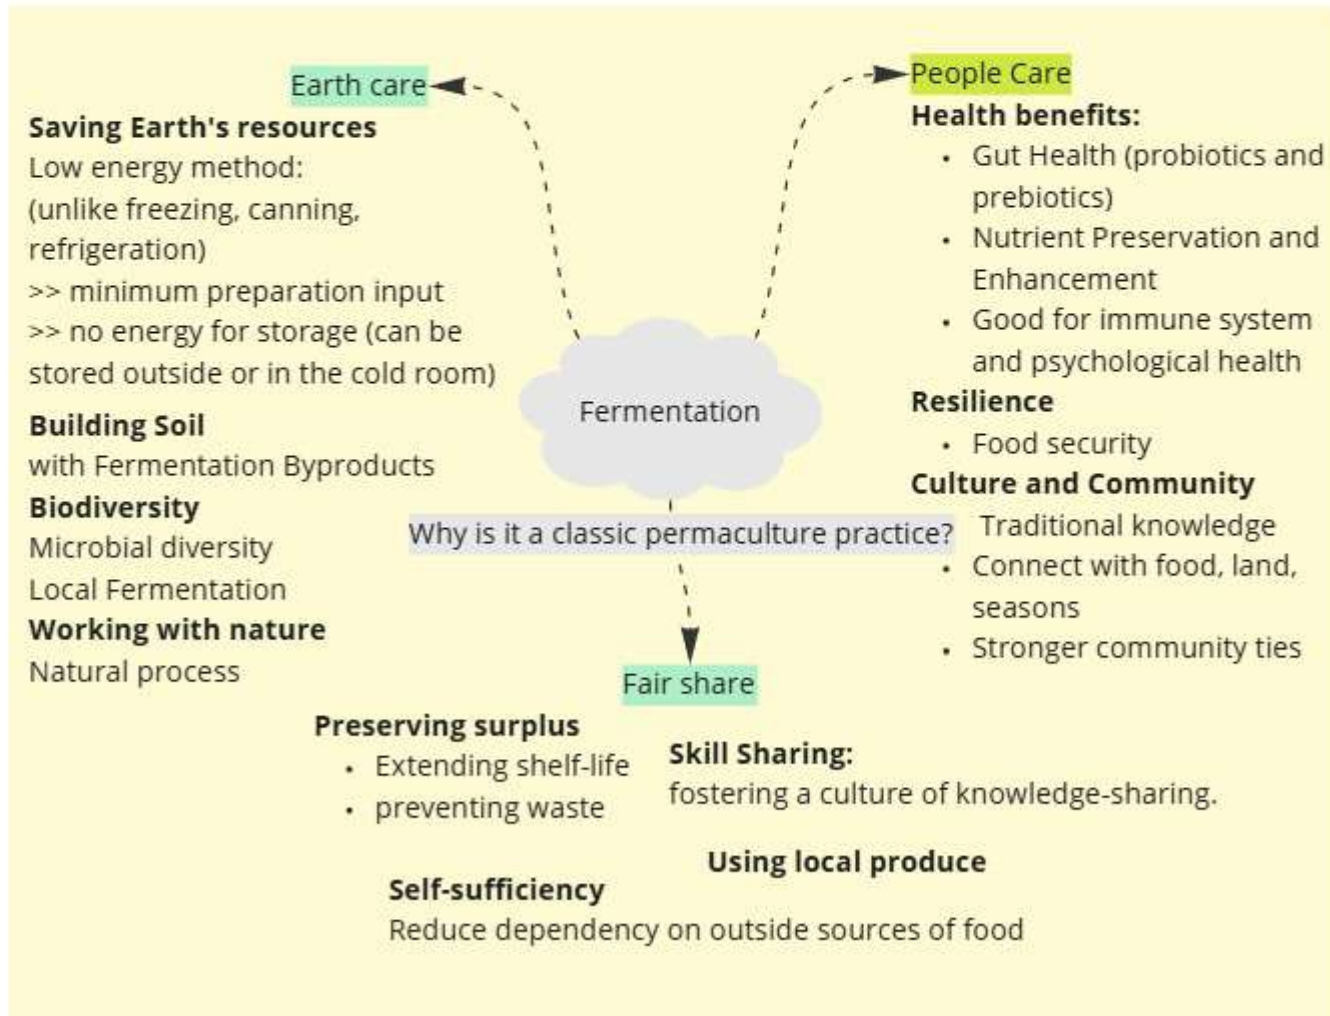 Earth care
Saving Earth's resources
Low energy method:
(unlike freezing, canning,
refrigeration)
>> minimum preparation input
>> no energy for storage (can be
stored outside or in the cold room)
Building Soil
with Fermentation Byproducts
Biodiversity
Microbial diversity
Local Fermentation
Working with nature
Natural process
Fermentation
Why is it a classic permaculture practice?
People Care
Health benefits:
• Gut Health (probiotics and
prebiotics)
• Nutrient Preservation and
Enhancement
• Good for immune system
and psychological health
Resilience
• Food security
Culture and Community
Traditional knowledge
• Connect with food, land,
seasons
• Stronger community ties
Fair share
Preserving surplus
• Extending shelf-life
• preventing waste
Skill Sharing:
fostering a culture of knowledge-sharing.
Using local produce
Self-sufficiency
Reduce dependency on outside sources of food